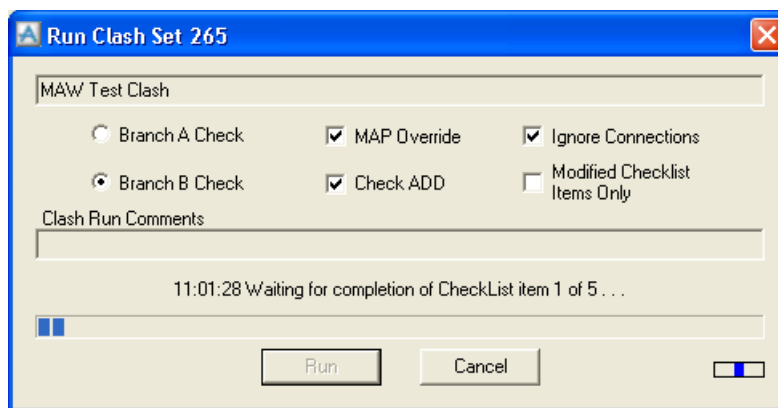 Run Clash Set 265
MAW Test Clash
Branch A Check
MAP Override
Ignore Connections
Branch B Check
Check ADD
Modified Checklist
Items Only
Clash Run Comments
11:01:28 Waiting for completion of CheckList item 1 of 5 . . .
Run
Cancel